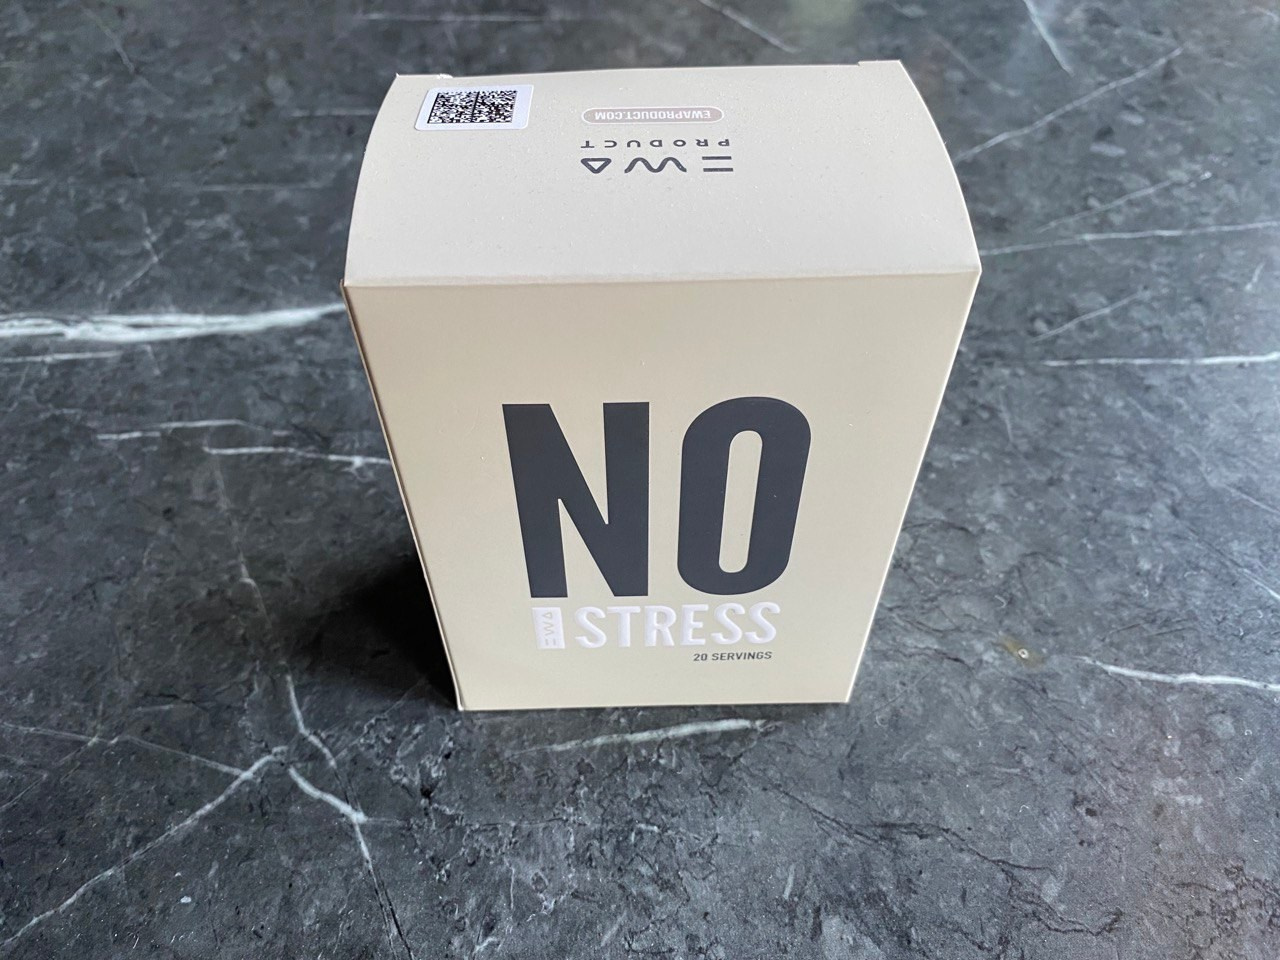 EWAPRODUCT.COM
EWA
PRODUCT
NO
EWA STRESS
20 SERVINGS